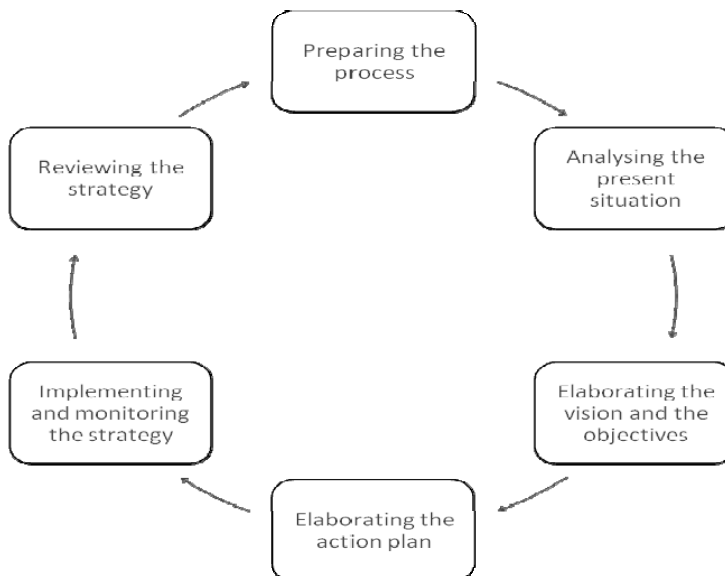 Preparing the
process
Analysing the
present
situation
Elaborating the
vision and the
objectives
Elaborating the
action plan
Implementing
and monitoring
the strategy
Reviewing the
strategy